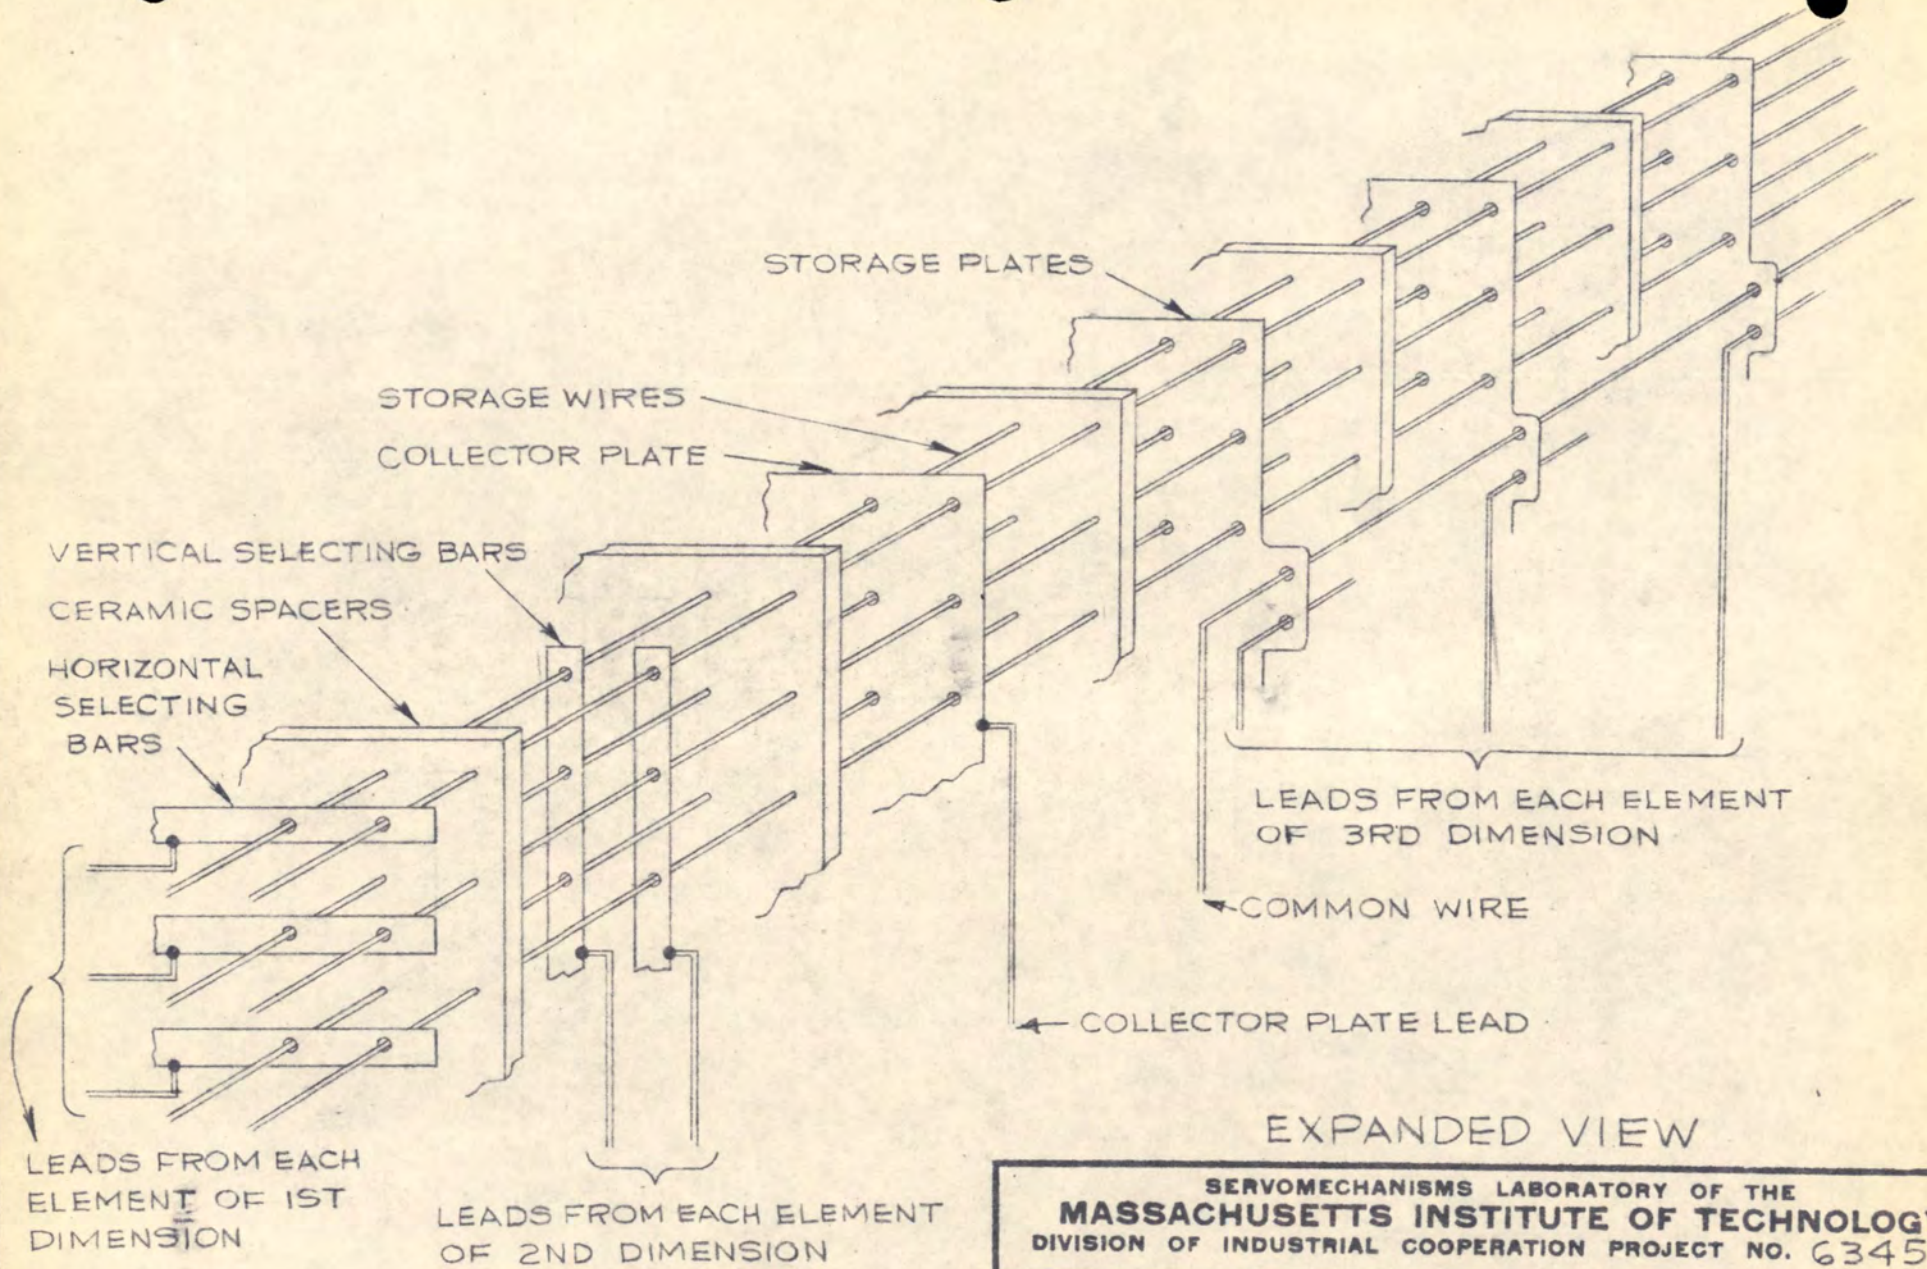 STORAGE PLATES
STORAGE WIRES
COLLECTOR PLATE
VERTICAL SELECTING BARS
CERAMIC SPACERS
HORIZONTAL
SELECTING
BARS
LEADS FROM EACH ELEMENT
OF 3RD DIMENSION
COMMON WIRE
COLLECTOR PLATE LEAD
LEADS FROM EACH
ELEMENT OF 1ST
DIMENSION
LEADS FROM EACH ELEMENT
OF 2ND DIMENSION
EXPANDED VIEW
SERVOMECHANISMS LABORATORY OF THE
MASSACHUSETTS INSTITUTE OF TECHNOLOGY
DIVISION OF INDUSTRIAL COOPERATION PROJECT NO. 6345